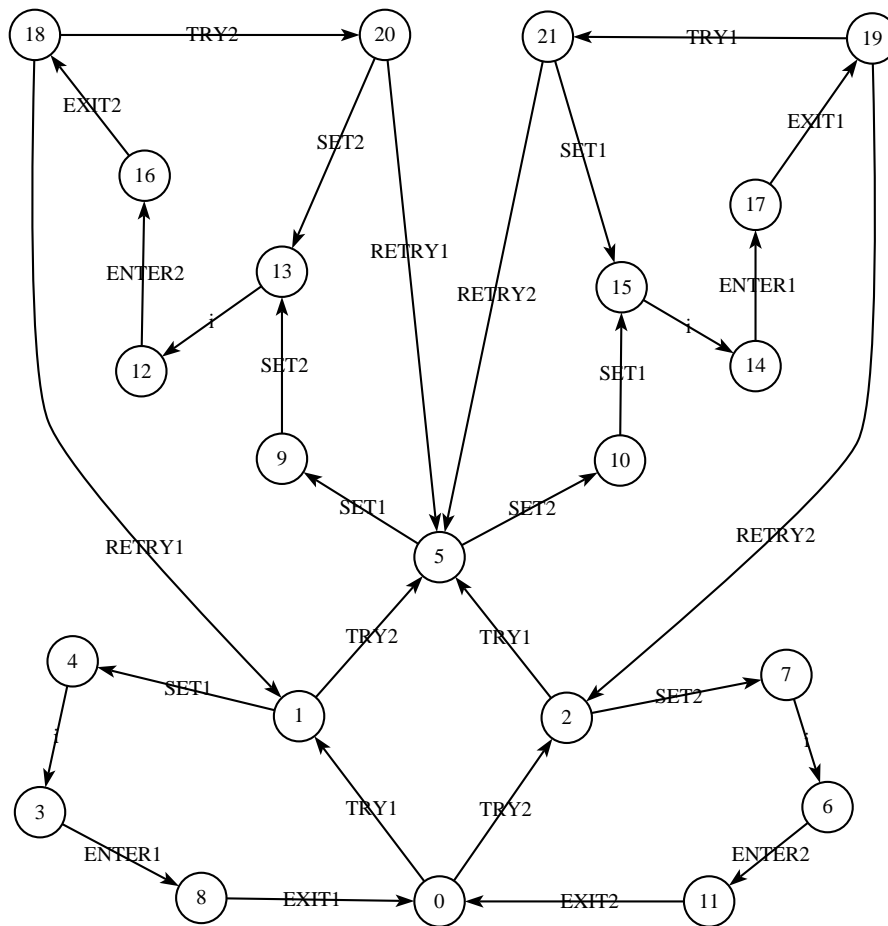 18 TRY2 20 21 TRY1 19
EXIT2 EXIT1
SET2 SET1
16 17
RETRY1
13 ENTER2 15 ENTER1
RETRY2
i i
12 SET2 SET1 14
9 10
SET1 SET2
RETRY1 5 RETRY2
TRY2 TRY1
4 SET1 SET2 7
1 2
i i
3 TRY1 TRY2 6
ENTER1 ENTER2
8 EXIT1 0 EXIT2 11